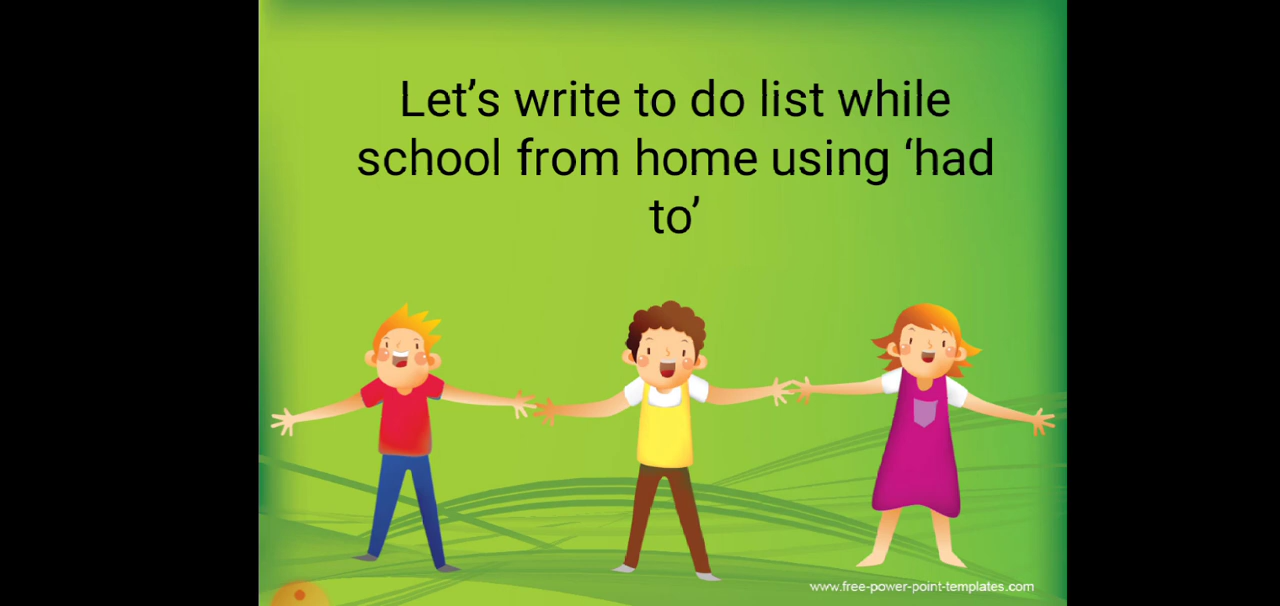 Let’s write to do list while
school from home using ‘had
to’
www.free-power-point-templates.com